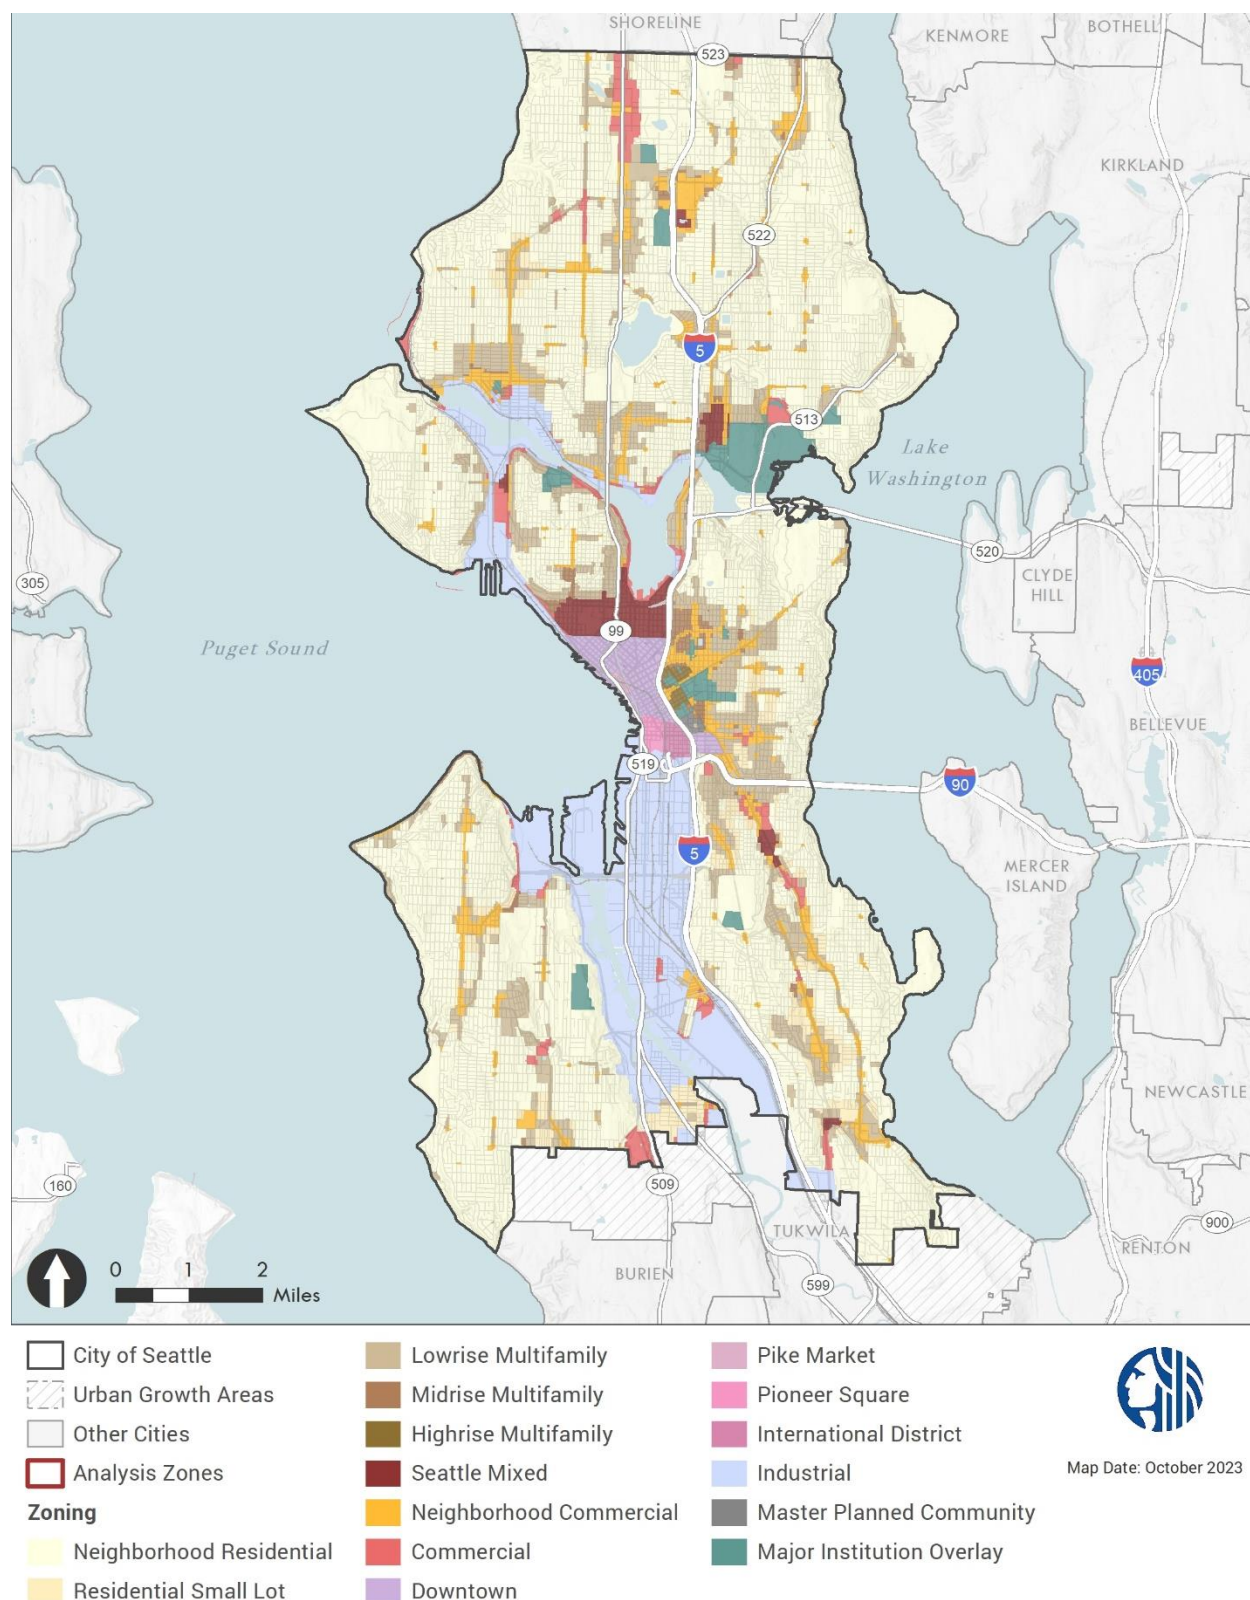 SHORELINE
BOTHELL
KENMORE
523
KIRKLAND
522
5
513
Lake
Washington
520
305
CLYDE
HILL
99
Puget Sound
405
BELLEVUE
519
90
5
MERCER
ISLAND
NEWCASTLE
160
509
TUKWILA
900
RENTON
BURIEN
599
0 1 2
Miles
City of Seattle
Urban Growth Areas
Other Cities
Analysis Zones
Zoning
Neighborhood Residential
Residential Small Lot
Lowrise Multifamily
Midrise Multifamily
Highrise Multifamily
Seattle Mixed
Neighborhood Commercial
Commercial
Downtown
Pike Market
Pioneer Square
International District
Industrial
Master Planned Community
Major Institution Overlay
Map Date: October 2023